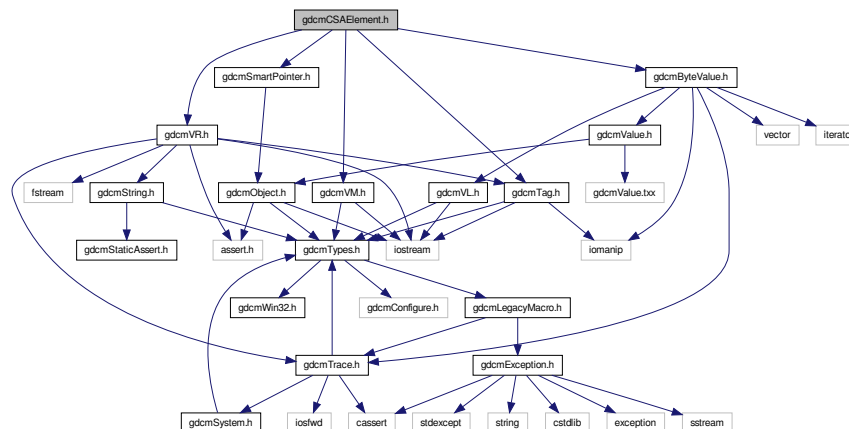 gdcmCSAElement.h
gdcmSmartPointer.h
gdcmByteValue.h
gdcmVR.h
gdcmValue.h
vector
iterato
fstream
gdcmString.h
gdcmObject.h
gdcmVM.h
gdcmVL.h
gdcmTag.h
gdcmValue.txx
gdcmStaticAssert.h
assert.h
gdcmTypes.h
iostream
iomanip
gdcmWin32.h
gdcmConfigure.h
gdcmLegacyMacro.h
gdcmTrace.h
gdcmException.h
gdcmSystem.h
iosfwd
cassert
stdexcept
string
cstdlib
exception
sstream